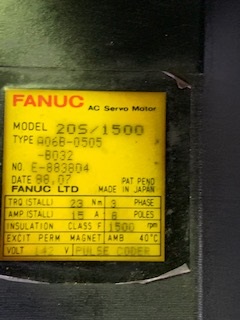 FANUC AC Servo Motor
MODEL 20S/1500
TYPE A06B-0505
-B032
NO. E-883804
DATE 88.07 PAT PEND
FANUC LTD MADE IN JAPAN
TRQ(STALL) 23 Nm 3 PHASE
AMP(STALL) 15 A 8 POLES
INSULATION CLASS F 1500 rpm
EXCIT PERM MAGNET AMB 40°C
VOLT 142 V PULSE CODER